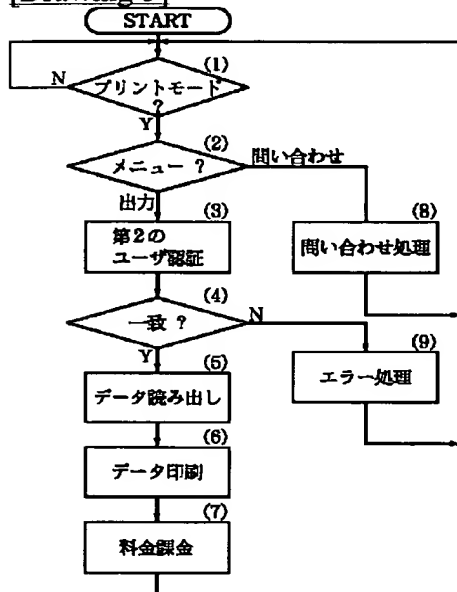 [Drawing 5]
START
(1)
N
プリントモード
?
Y
(2)
メニュー ?
問い合わせ
出力
(3)
第2の
ユーザ認証
(8)
問い合わせ処理
(4)
一致 ?
N
Y
(5)
データ読み出し
(9)
エラー処理
(6)
データ印刷
(7)
料金課金